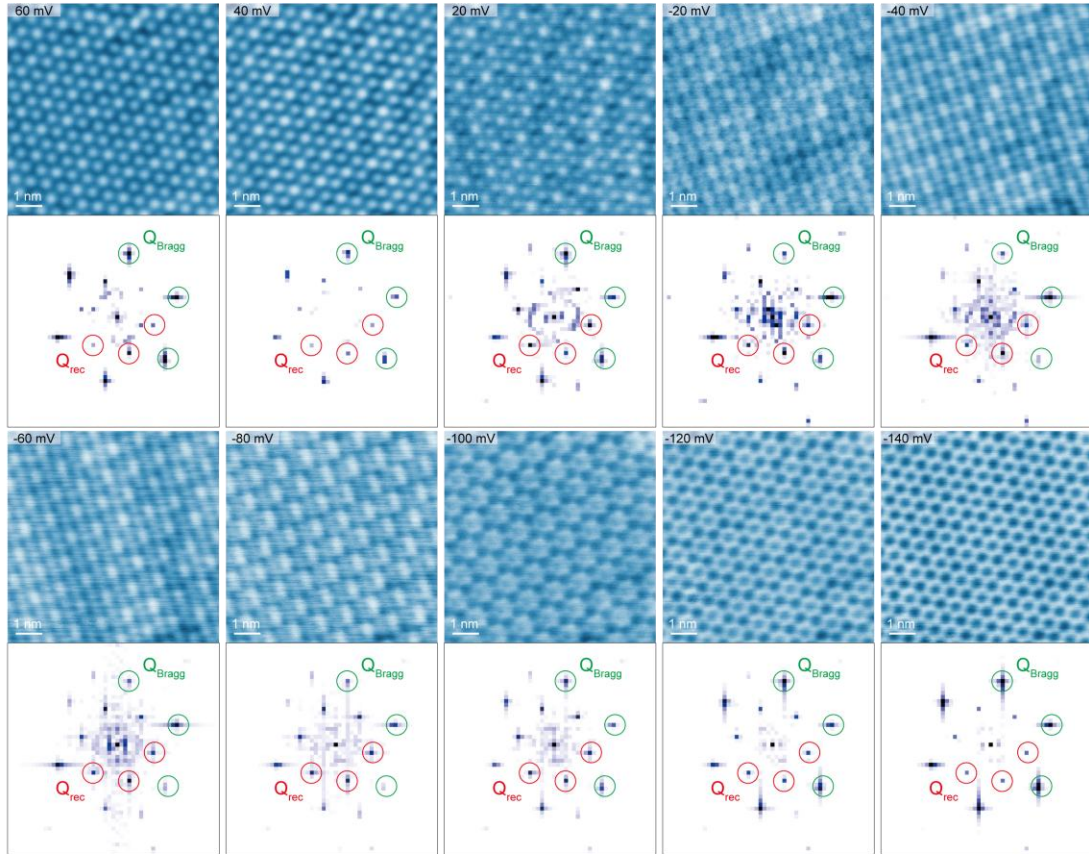 60 mV
40 mV
20 mV
-20 mV
-40 mV
1 nm
1 nm
1 nm
1 nm
1 nm
QBragg
QBragg
QBragg
QBragg
QBragg
Qrec
Qrec
Qrec
Qrec
Qrec
-60 mV
-80 mV
-100 mV
-120 mV
-140 mV
1 nm
1 nm
1 nm
1 nm
1 nm
QBragg
QBragg
QBragg
QBragg
QBragg
Qrec
Qrec
Qrec
Qrec
Qrec